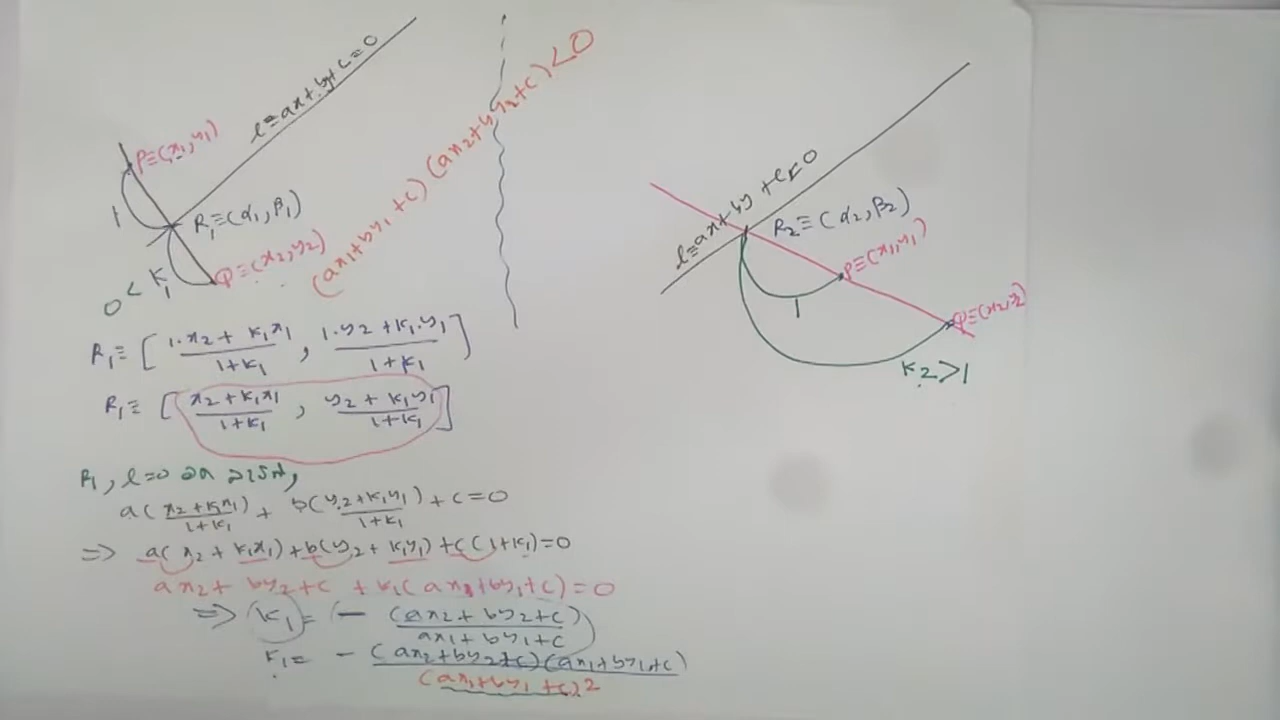 l≡ax+by+c=0
P≡(x1,y1)
1
R1≡(α1,β1)
Q≡(x2,y2)
0<K1
(ax1+by1+c)(ax2+by2+c)<0
R1≡[(1.x2+K1x1)/(1+K1), (1.y2+K1.y1)/(1+K1)]
R1≡[(x2+K1x1)/(1+K1), (y2+K1y1)/(1+K1)]
R1, l=0
a((x2+K1x1)/(1+K1))+b((y2+K1y1)/(1+K1))+c=0
=> a(x2+K1x1)+b(y2+K1y1)+c(1+K1)=0
ax2+by2+c+K1(ax1+by1+c)=0
=> K1=-(ax2+by2+c)/(ax1+by1+c)
K1=-(ax2+by2+c)(ax1+by1+c)/(ax1+by1+c)2
l≡ax+by+c=0
R2≡(α2,β2)
P≡(x1,y1)
1
Q≡(x2,y2)
K2>1